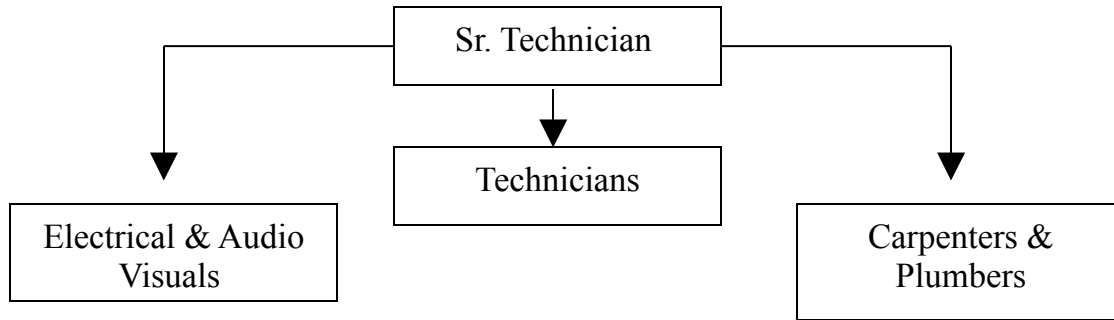 Sr. Technician
Technicians
Electrical & Audio
Visuals
Carpenters &
Plumbers